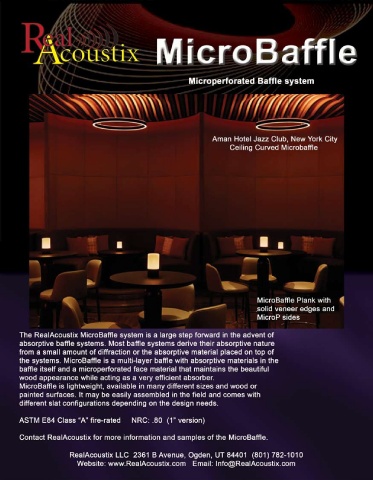 RealAcoustix
MicroBaffle
Microperforated Baffle system
Aman Hotel Jazz Club, New York City
Ceiling Curved Microbaffle
MicroBaffle Plank with
solid vaneer edges and
MicroP sides
The RealAcoustix MicroBaffle system is a large step forward in the advent of
absorptive baffle systems. Most baffle systems derive their absorptive nature
from a small amount of diffraction or the absorptive material placed on top of
the systems. MicroBaffle is a multi-layer baffle with absorptive materials in the
baffle itself and a microperforated face material that maintains the beautiful
wood appearance while acting as a very efficient absorber.
MicroBaffle is lightweight, available in many different sizes and wood or
painted surfaces. It may be easily assembled in the field and comes with
different slat configurations depending on the design needs.
ASTM E84 Class "A" fire-rated NRC: .80 (1" version)
Contact RealAcoustix for more information and samples of the MicroBaffle.
RealAcoustix LLC 2361 B Avenue, Ogden, UT 84401 (801) 782-1010
Website: www.RealAcoustix.com Email: Info@RealAcoustix.com